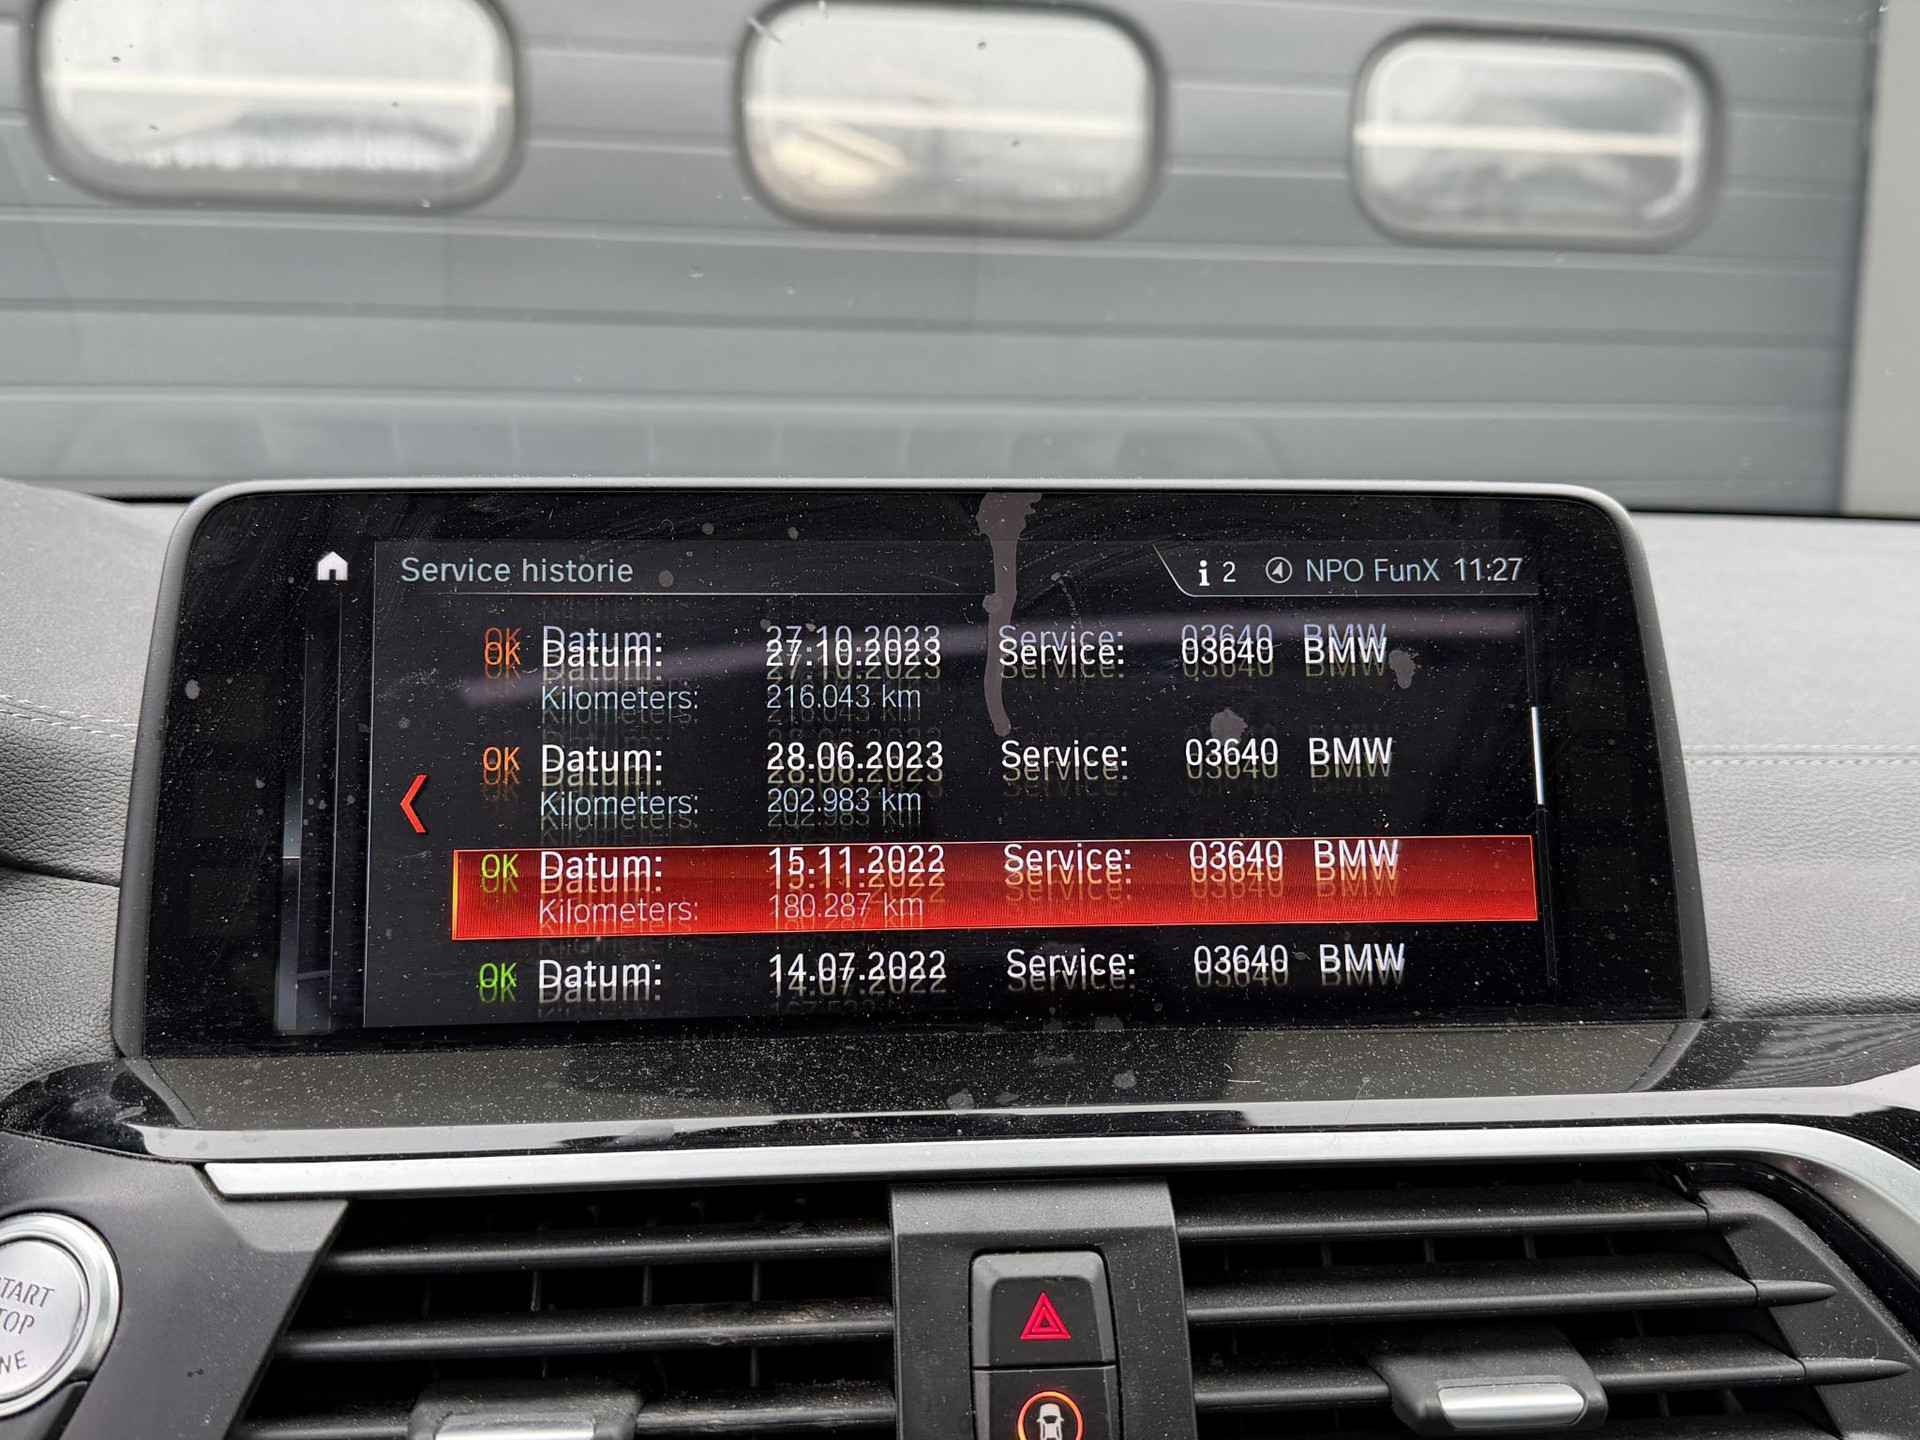 Service historie
i 2 NPO FunX 11:27
OK Datum: 27.10.2023 Service: 03640 BMW
Kilometers: 216.043 km
OK Datum: 28.06.2023 Service: 03640 BMW
Kilometers: 202.983 km
OK Datum: 15.11.2022 Service: 03640 BMW
Kilometers: 180.287 km
OK Datum: 14.07.2022 Service: 03640 BMW
START
STOP